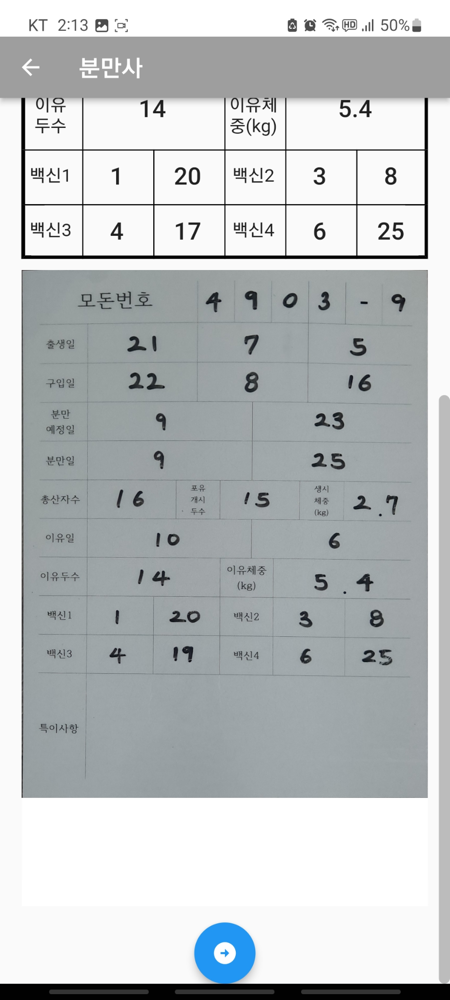 KT 2:13 HD 50%
분만사
이유두수 14 이유체중(kg) 5.4
백신1 1 20 백신2 3 8
백신3 4 17 백신4 6 25
모돈번호 4 9 0 3 - 9
출생일 21 7 5
구입일 22 8 16
분만예정일 9 23
분만일 9 25
총산자수 16 포유개시두수 15 생시체중(kg) 2.7
이유일 10 6
이유두수 14 이유체중(kg) 5.4
백신1 1 20 백신2 3 8
백신3 4 19 백신4 6 25
특이사항